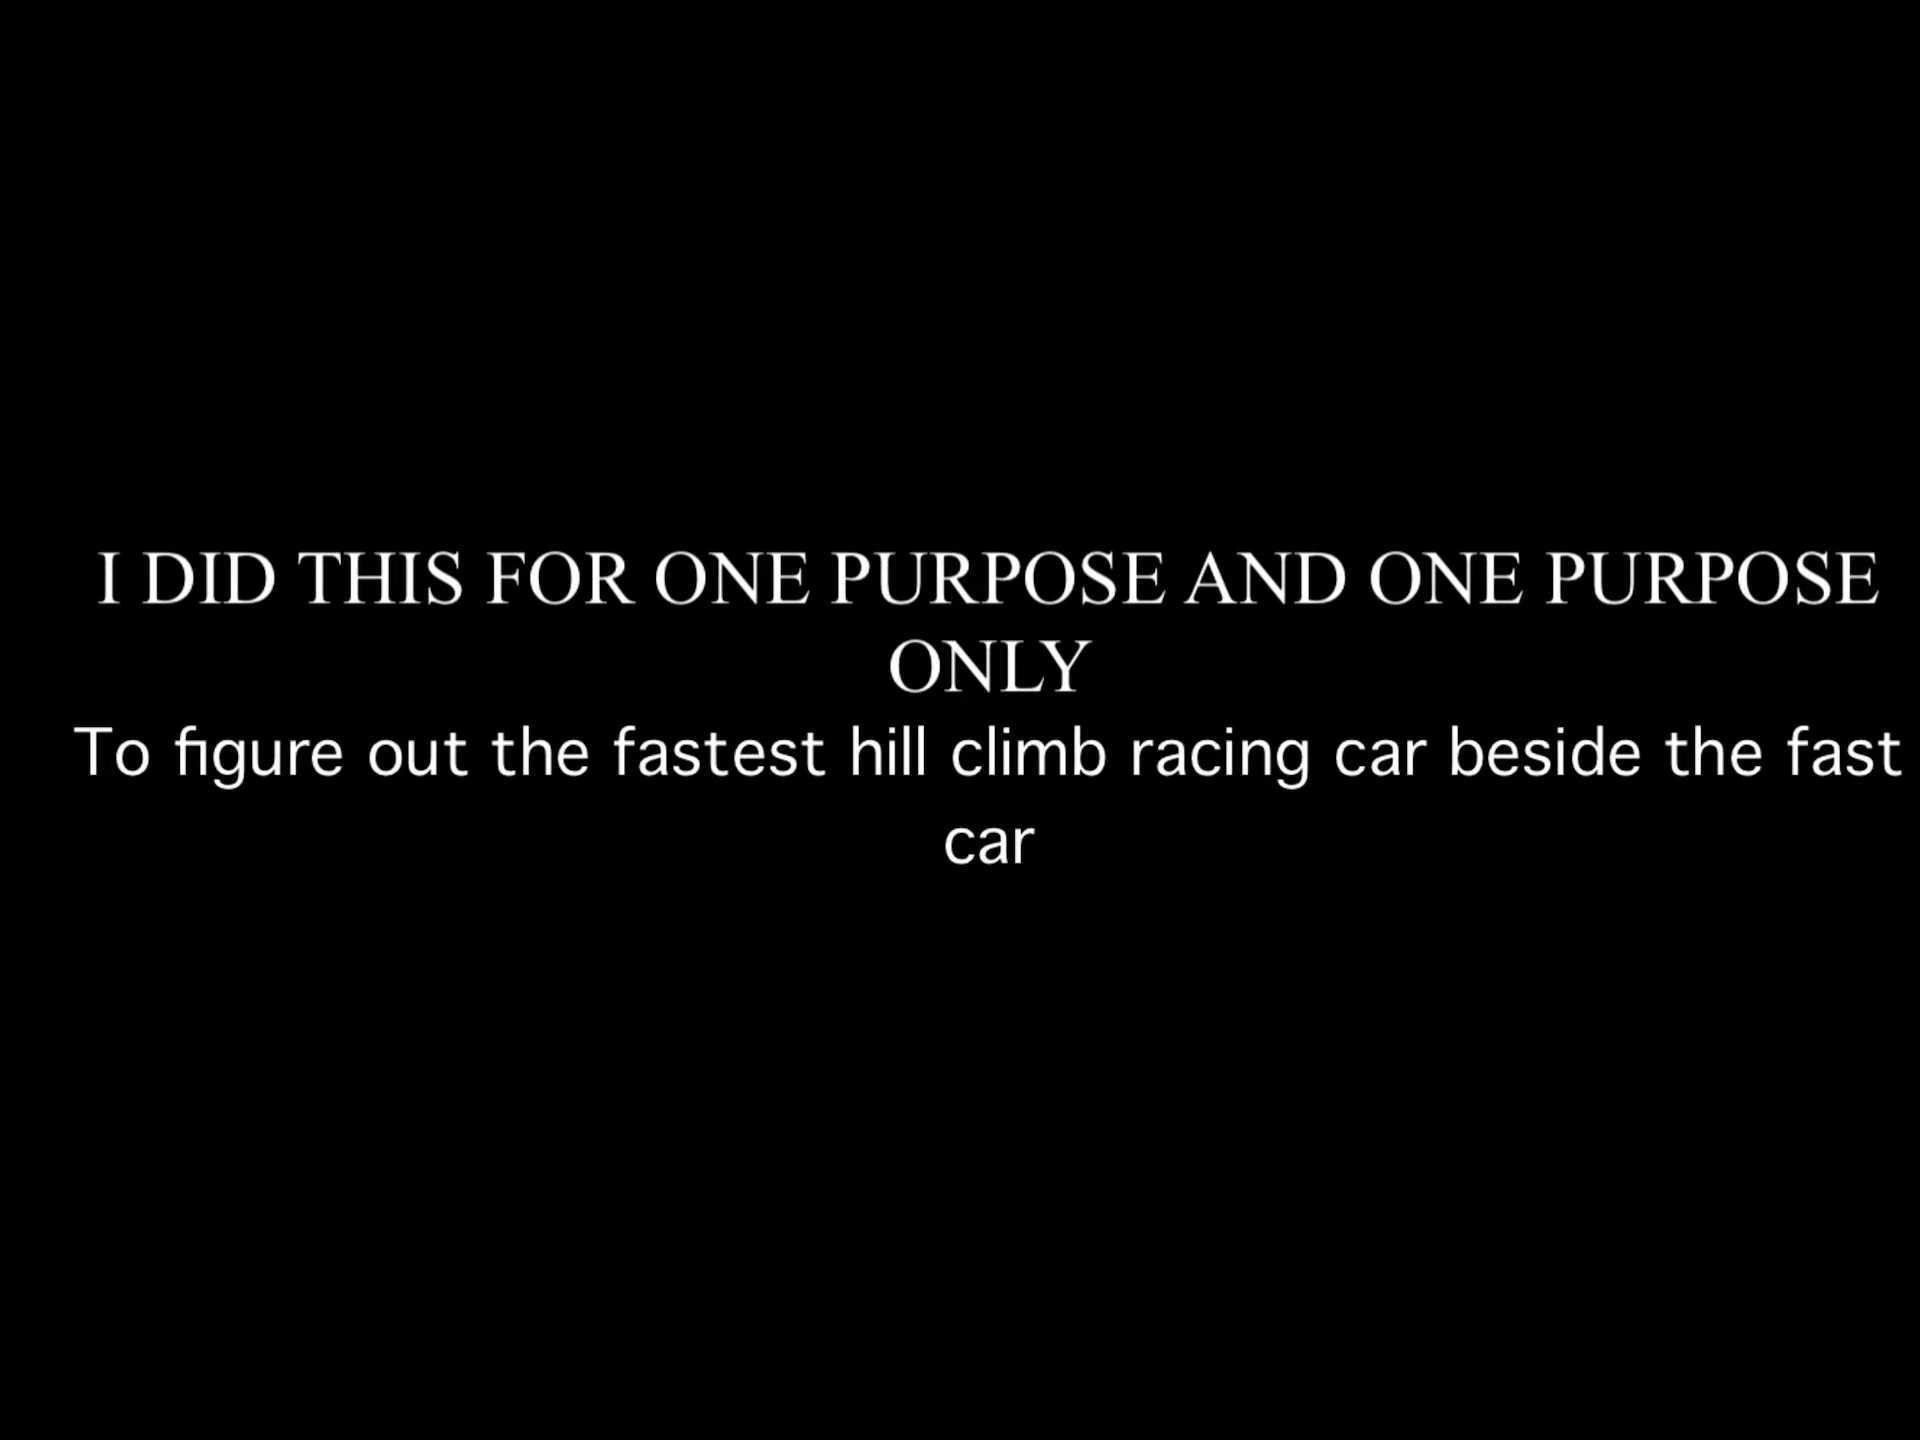 I DID THIS FOR ONE PURPOSE AND ONE PURPOSE
ONLY
To figure out the fastest hill climb racing car beside the fast
car